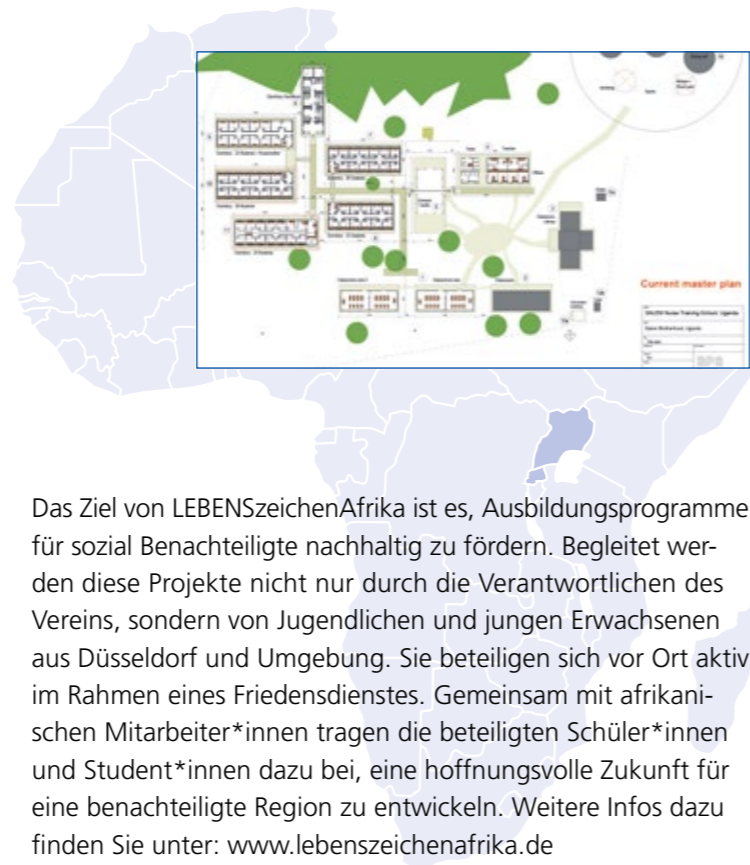 Current master plan
Das Ziel von LEBENSzeichenAfrika ist es, Ausbildungsprogramme
für sozial Benachteiligte nachhaltig zu fördern. Begleitet wer-
den diese Projekte nicht nur durch die Verantwortlichen des
Vereins, sondern von Jugendlichen und jungen Erwachsenen
aus Düsseldorf und Umgebung. Sie beteiligen sich vor Ort aktiv
im Rahmen eines Friedensdienstes. Gemeinsam mit afrikani-
schen Mitarbeiter*innen tragen die beteiligten Schüler*innen
und Student*innen dazu bei, eine hoffnungsvolle Zukunft für
eine benachteiligte Region zu entwickeln. Weitere Infos dazu
finden Sie unter: www.lebenszeichenafrika.de